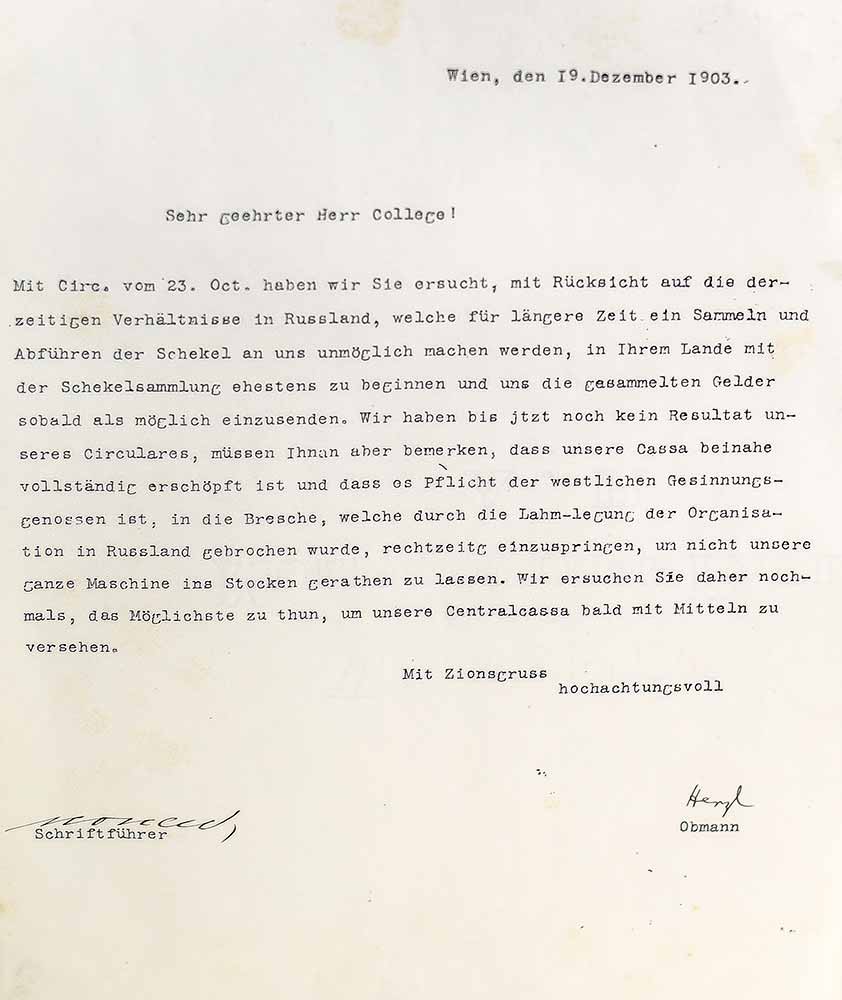 Wien, den 19.Dezember 1903.
Sehr geehrter Herr College!
Mit Circ. vom 23. Oct. haben wir Sie ersucht, mit Rücksicht auf die der-
zeitigen Verhältnisse in Russland, welche für längere Zeit ein Sammeln und
Abführen der Schekel an uns unmöglich machen werden, in Ihrem Lande mit
der Schekelsammlung ehestens zu beginnen und uns die gesammelten Gelder
sobald als möglich einzusenden. Wir haben bis jtzt noch kein Resultat un-
seres Circulares, müssen Ihnan aber bemerken, dass unsere Cassa beinahe
vollständig erschöpft ist und dass es Pflicht der westlichen Gesinnungs-
genossen ist, in die Bresche, welche durch die Lahm-legung der Organisa-
tion in Russland gebrochen wurde, rechtzeitg einzuspringen, um nicht unsere
ganze Maschine ins Stocken gerathen zu lassen. Wir ersuchen Sie daher noch-
mals, das Möglichste zu thun, um unsere Centralcassa bald mit Mitteln zu
versehen.
Mit Zionsgruss
hochachtungsvoll
Herzl
Schriftführer
Obmann